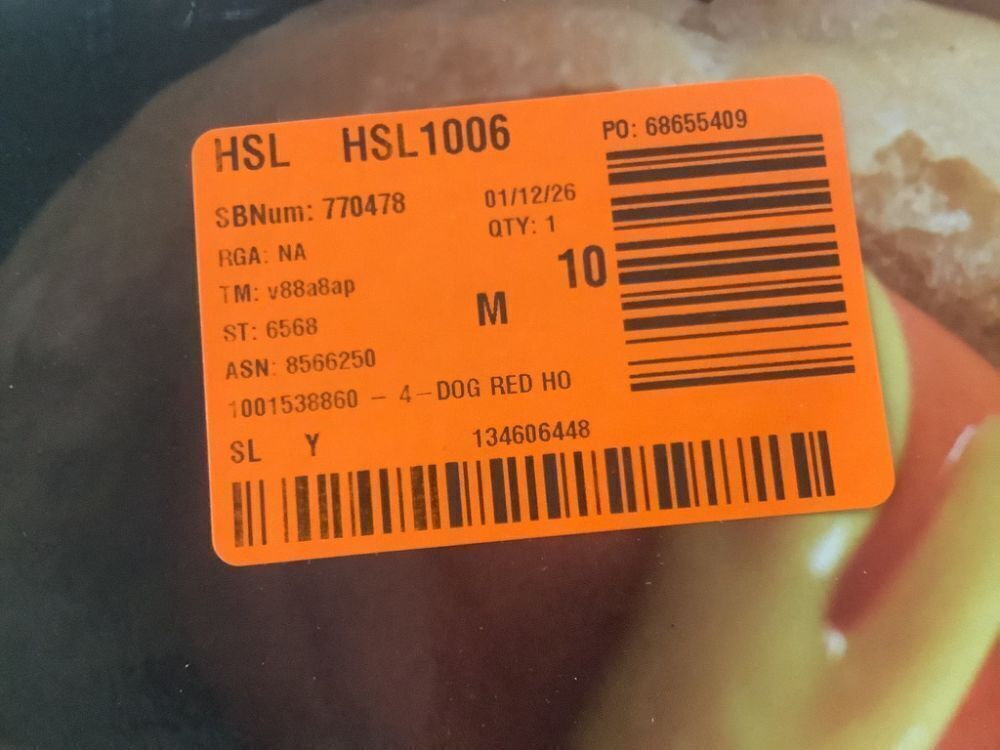 HSL HSL1006
PO: 68655409
SBNum: 770478
01/12/26
RGA: NA
QTY: 1
TM: v88a8ap
10
ST: 6568
M
ASN: 8566250
1001538860 - 4-DOG RED HO
SL Y
134606448